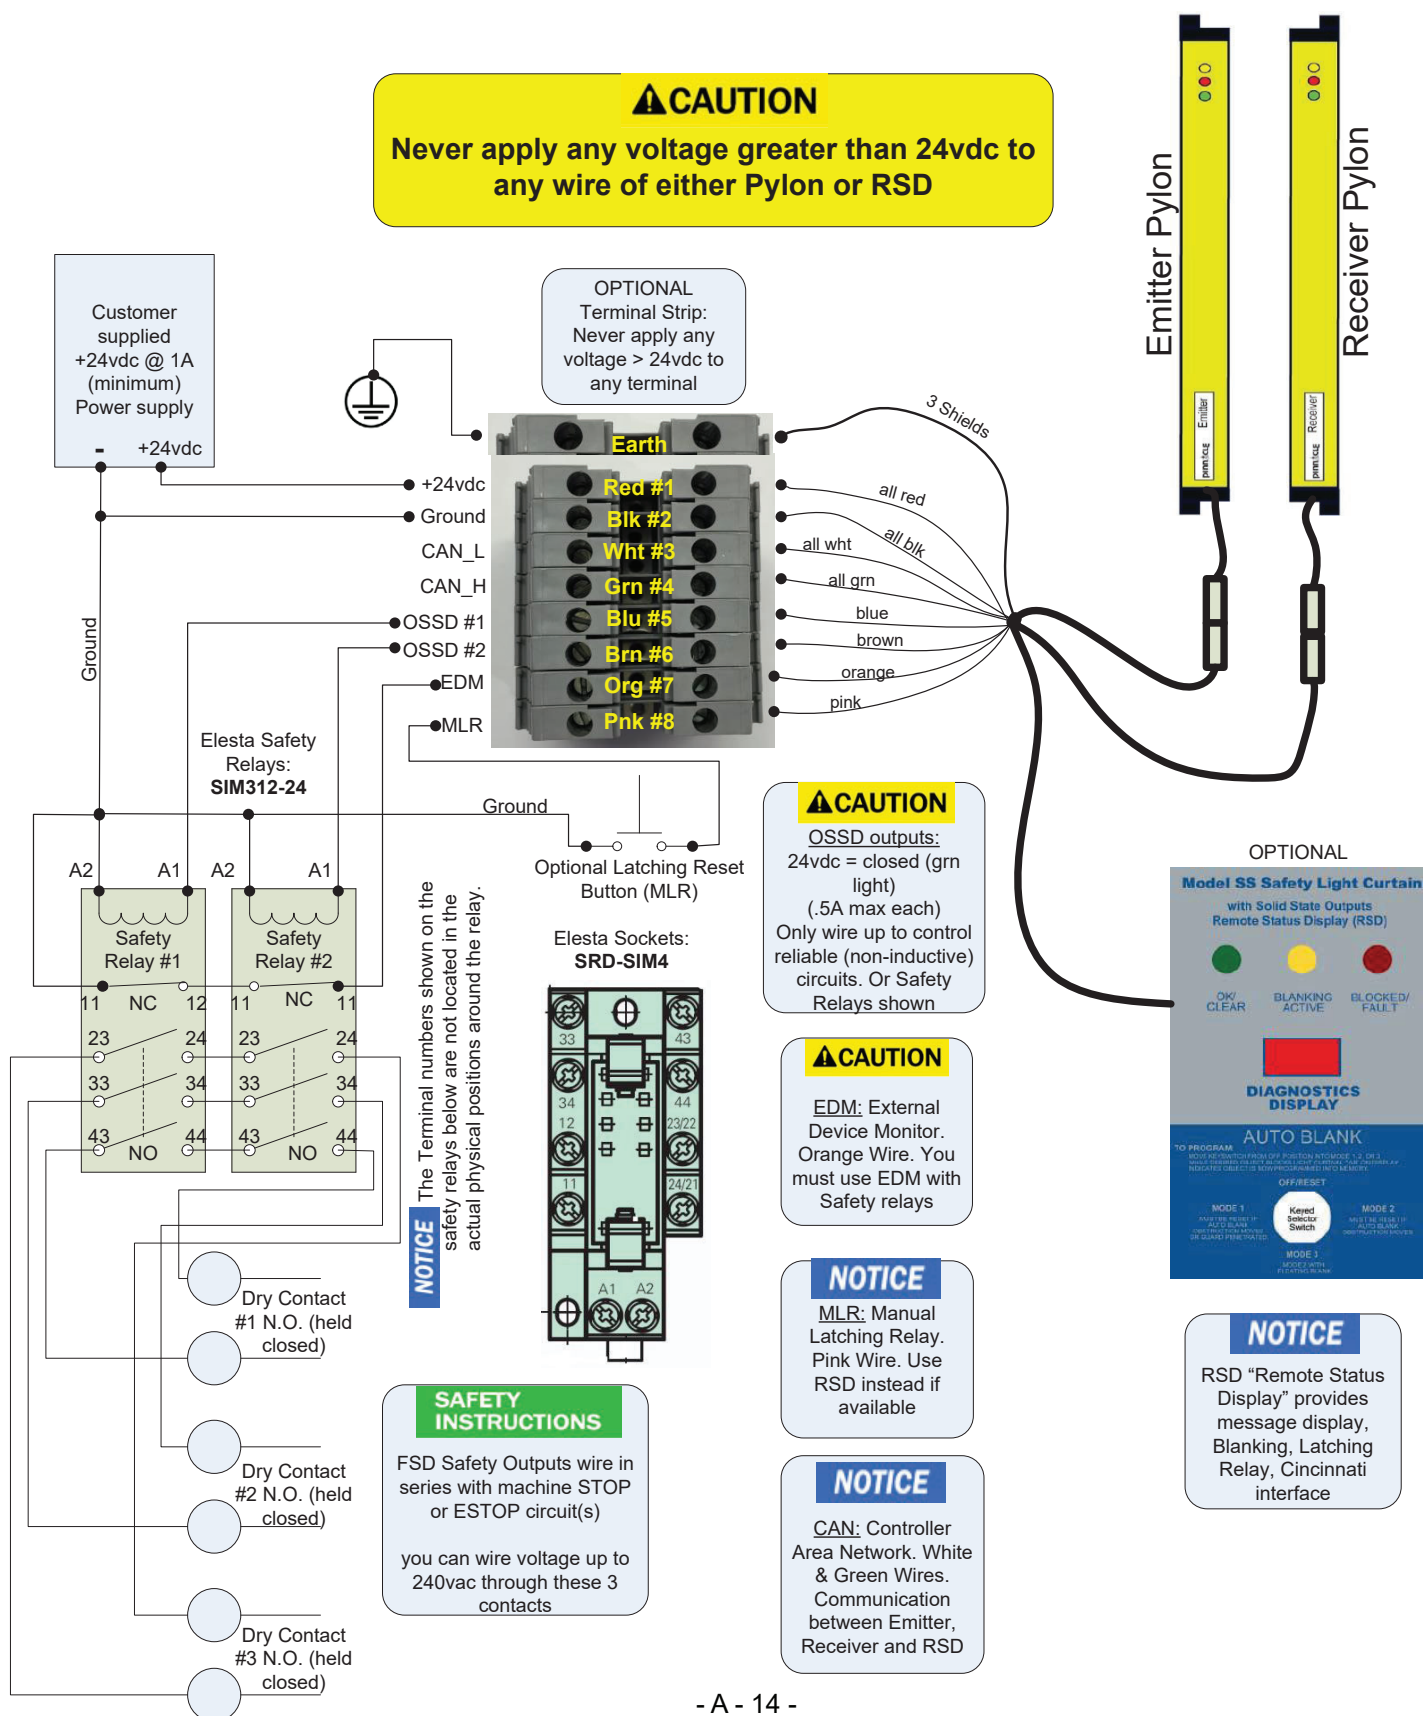 CAUTION
Never apply any voltage greater than 24vdc to
any wire of either Pylon or RSD
Emitter Pylon
Receiver Pylon
Emitter
Receiver
Customer
supplied
+24vdc @ 1A
(minimum)
Power supply
-
+24vdc
OPTIONAL
Terminal Strip:
Never apply any
voltage > 24vdc to
any terminal
3 Shields
Earth
+24vdc
Red #1
all red
Ground
Blk #2
all blk
CAN_L
Wht #3
all wht
CAN_H
Grn #4
all grn
OSSD #1
Blu #5
blue
OSSD #2
Brn #6
brown
EDM
Org #7
orange
MLR
Pnk #8
pink
Ground
Elesta Safety
Relays:
SIM312-24
Ground
Optional Latching Reset
Button (MLR)
A2
A1
A2
A1
Safety
Relay #1
Safety
Relay #2
11
NC
12
11
NC
11
23
24
23
24
33
34
33
34
43
44
43
44
NO
NO
NOTICE
The Terminal numbers shown on the
safety relays below are not located in the
actual physical positions around the relay.
Elesta Sockets:
SRD-SIM4
33
43
34
44
12
23/22
11
24/21
A1
A2
CAUTION
OSSD outputs:
24vdc = closed (grn
light)
(.5A max each)
Only wire up to control
reliable (non-inductive)
circuits. Or Safety
Relays shown
CAUTION
EDM: External
Device Monitor.
Orange Wire. You
must use EDM with
Safety relays
NOTICE
MLR: Manual
Latching Relay.
Pink Wire. Use
RSD instead if
available
NOTICE
CAN: Controller
Area Network. White
& Green Wires.
Communication
between Emitter,
Receiver and RSD
OPTIONAL
Model SS Safety Light Curtain
with Solid State Outputs
Remote Status Display (RSD)
OK/
CLEAR
BLANKING
ACTIVE
BLOCKED/
FAULT
DIAGNOSTICS
DISPLAY
AUTO BLANK
TO PROGRAM
OFF/RESET
MODE 1
Keyed
Selector
Switch
MODE 2
MODE 3
NOTICE
RSD “Remote Status
Display” provides
message display,
Blanking, Latching
Relay, Cincinnati
interface
Dry Contact
#1 N.O. (held
closed)
Dry Contact
#2 N.O. (held
closed)
Dry Contact
#3 N.O. (held
closed)
SAFETY
INSTRUCTIONS
FSD Safety Outputs wire in
series with machine STOP
or ESTOP circuit(s)
you can wire voltage up to
240vac through these 3
contacts
- A - 14 -